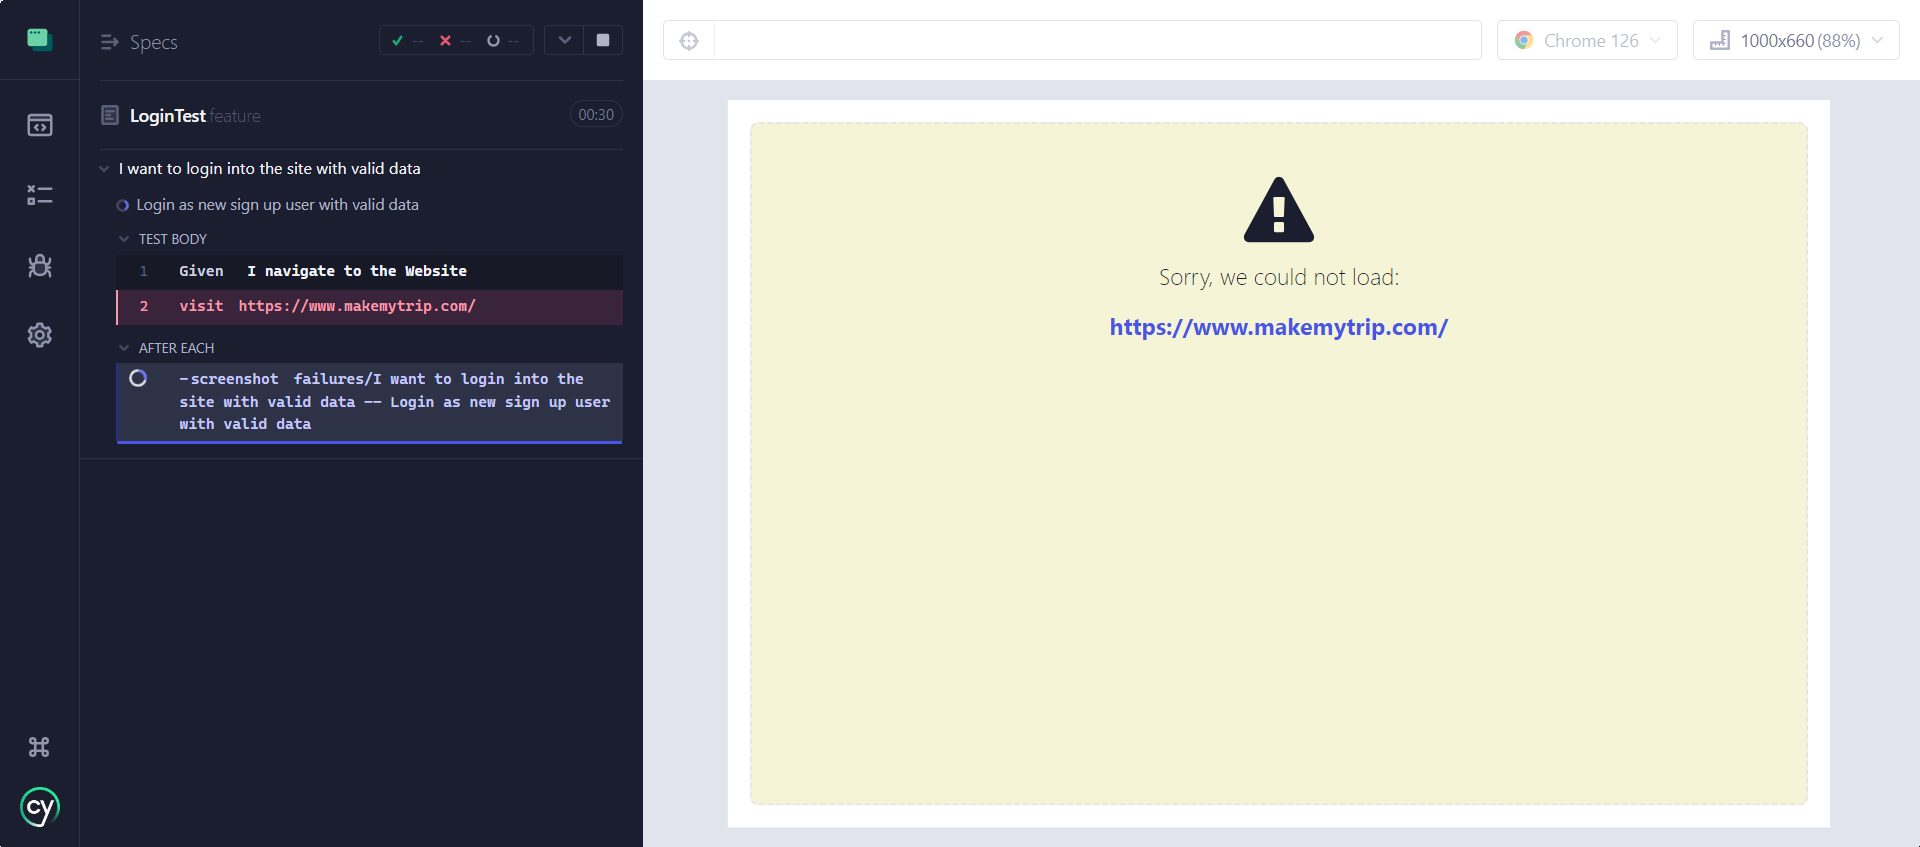 Specs
-- -- --
LoginTest feature
00:30
I want to login into the site with valid data
Login as new sign up user with valid data
TEST BODY
1 Given I navigate to the Website
2 visit https://www.makemytrip.com/
AFTER EACH
-screenshot failures/I want to login into the
site with valid data -- Login as new sign up user
with valid data
cy
Chrome 126
1000x660 (88%)
Sorry, we could not load:
https://www.makemytrip.com/